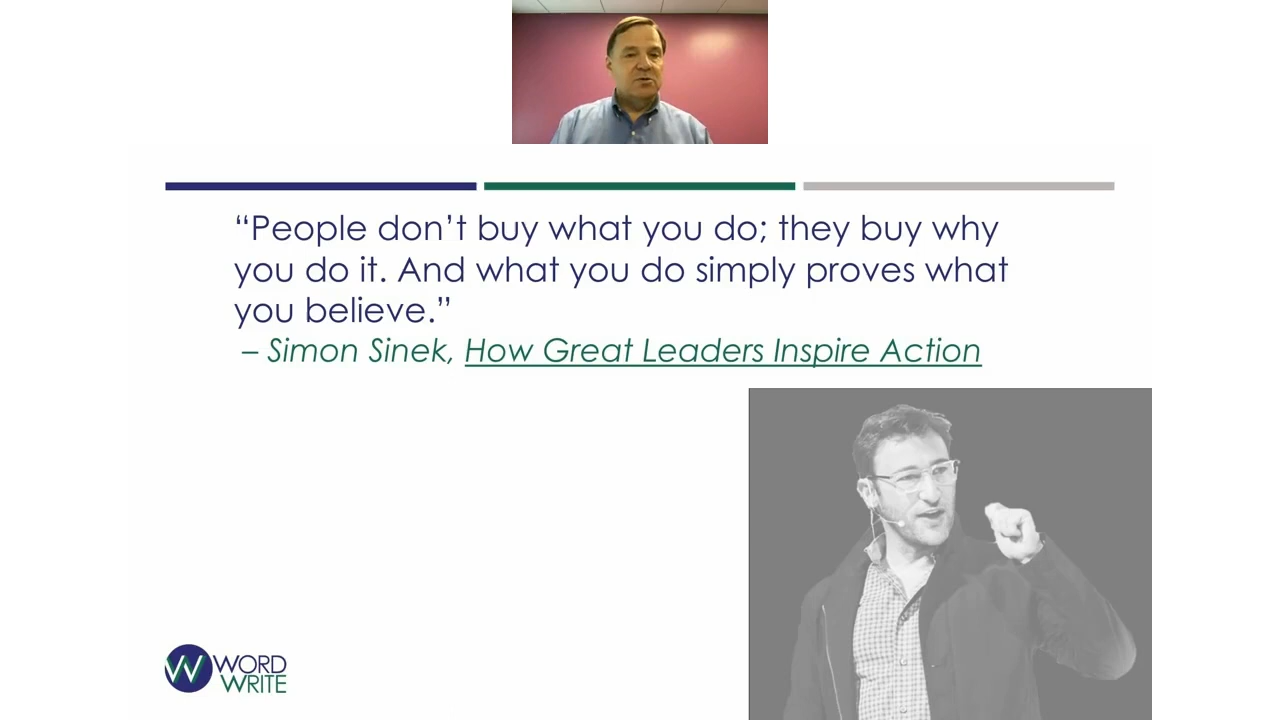 “People don’t buy what you do; they buy why
you do it. And what you do simply proves what
you believe.”
– Simon Sinek, How Great Leaders Inspire Action
W WORD
WRITE